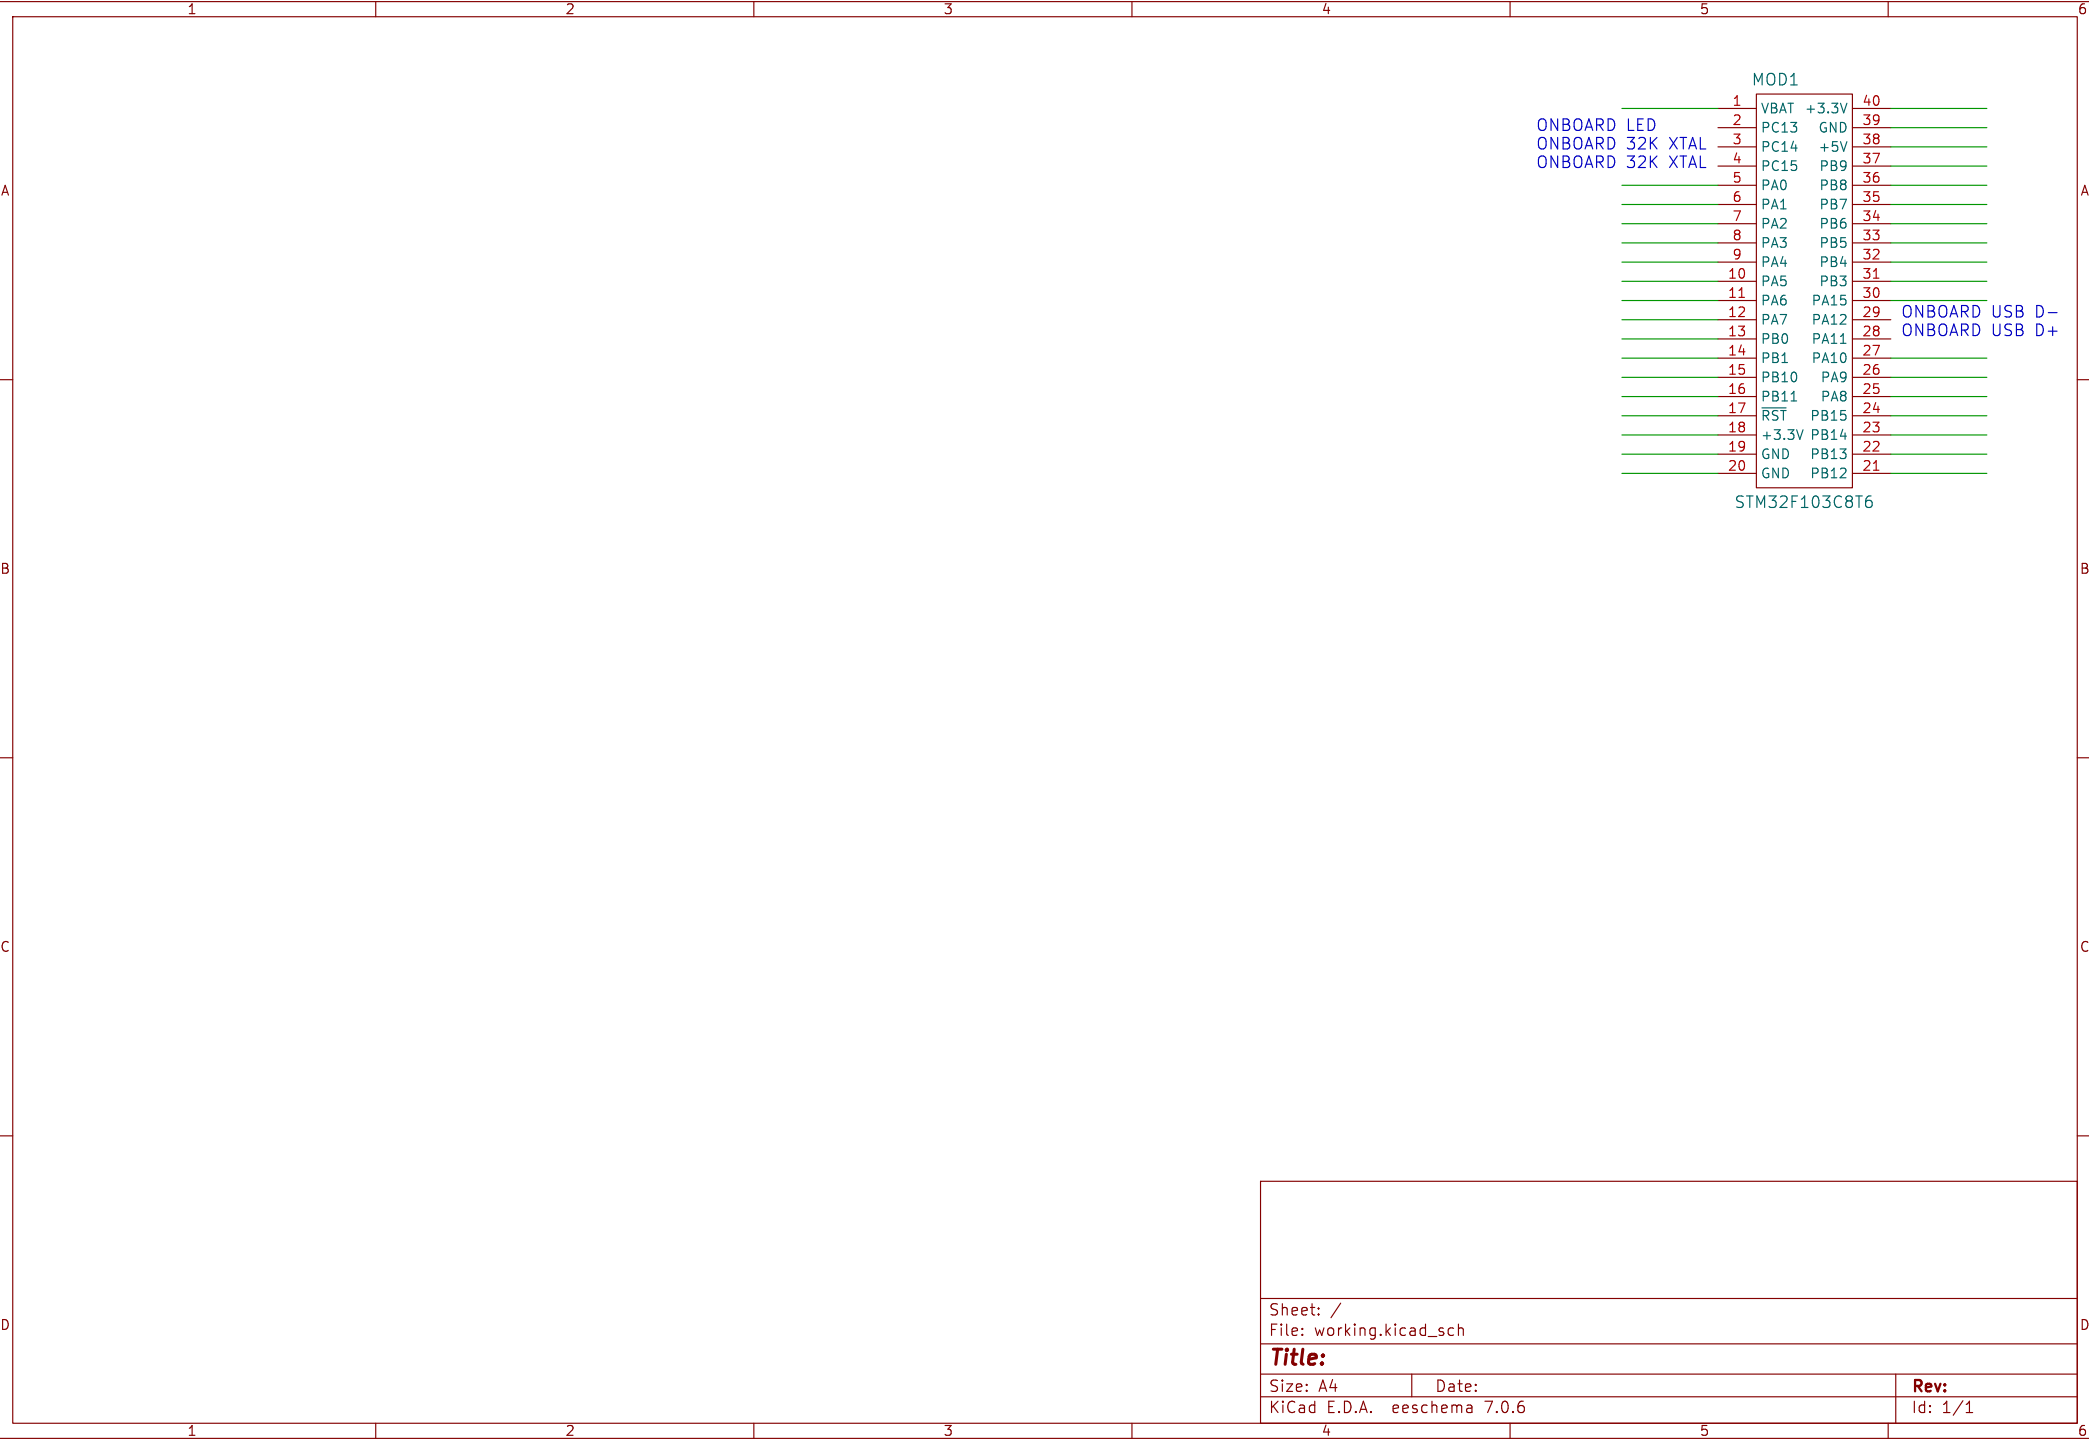 1 2 3 4 5 6
MOD1
1 VBAT +3.3V 40
ONBOARD LED 2 PC13 GND 39
ONBOARD 32K XTAL 3 PC14 +5V 38
ONBOARD 32K XTAL 4 PC15 PB9 37
A 5 PA0 PB8 36 A
6 PA1 PB7 35
7 PA2 PB6 34
8 PA3 PB5 33
9 PA4 PB4 32
10 PA5 PB3 31
11 PA6 PA15 30
12 PA7 PA12 29 ONBOARD USB D-
13 PB0 PA11 28 ONBOARD USB D+
14 PB1 PA10 27
15 PB10 PA9 26
16 PB11 PA8 25
17 RST PB15 24
18 +3.3V PB14 23
19 GND PB13 22
20 GND PB12 21
STM32F103C8T6
B B
C C
Sheet: /
D File: working.kicad_sch D
Title:
Size: A4 Date: Rev:
KiCad E.D.A. eeschema 7.0.6 Id: 1/1
1 2 3 4 5 6